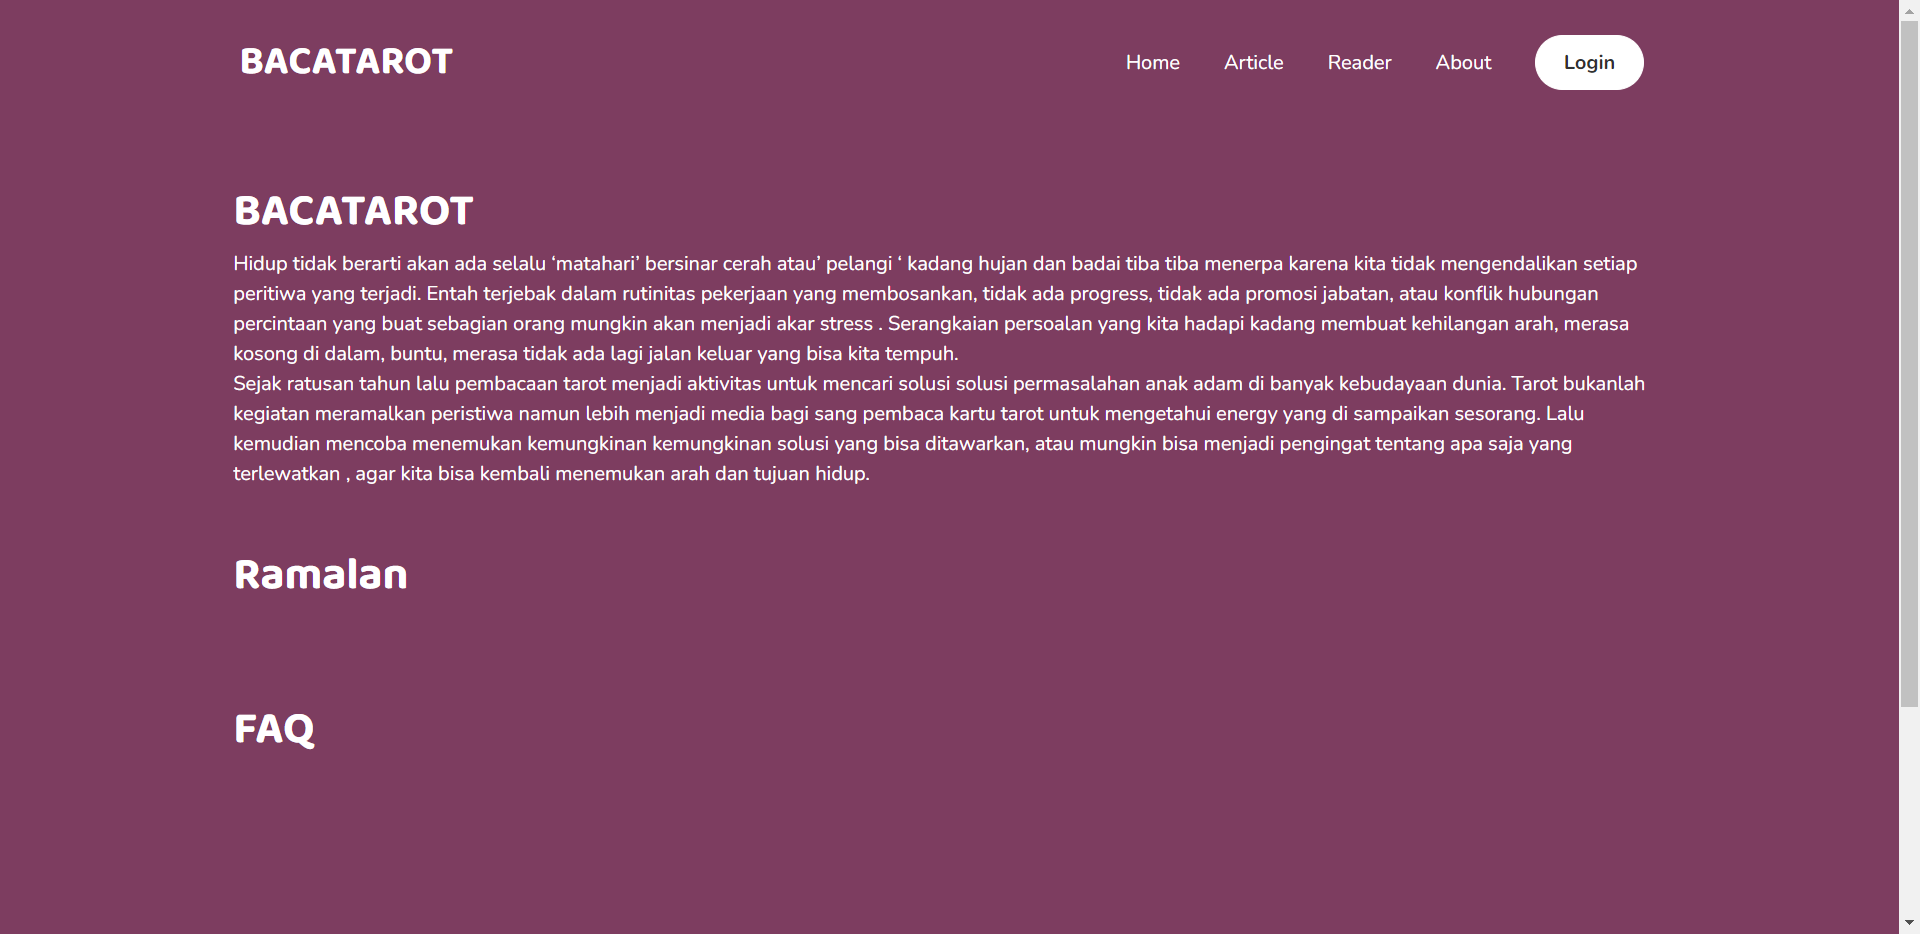 BACATAROT
Home
Article
Reader
About
Login
BACATAROT
Hidup tidak berarti akan ada selalu ‘matahari’ bersinar cerah atau’ pelangi ‘ kadang hujan dan badai tiba tiba menerpa karena kita tidak mengendalikan setiap
peritiwa yang terjadi. Entah terjebak dalam rutinitas pekerjaan yang membosankan, tidak ada progress, tidak ada promosi jabatan, atau konflik hubungan
percintaan yang buat sebagian orang mungkin akan menjadi akar stress . Serangkaian persoalan yang kita hadapi kadang membuat kehilangan arah, merasa
kosong di dalam, buntu, merasa tidak ada lagi jalan keluar yang bisa kita tempuh.
Sejak ratusan tahun lalu pembacaan tarot menjadi aktivitas untuk mencari solusi solusi permasalahan anak adam di banyak kebudayaan dunia. Tarot bukanlah
kegiatan meramalkan peristiwa namun lebih menjadi media bagi sang pembaca kartu tarot untuk mengetahui energy yang di sampaikan sesorang. Lalu
kemudian mencoba menemukan kemungkinan kemungkinan solusi yang bisa ditawarkan, atau mungkin bisa menjadi pengingat tentang apa saja yang
terlewatkan , agar kita bisa kembali menemukan arah dan tujuan hidup.
Ramalan
FAQ